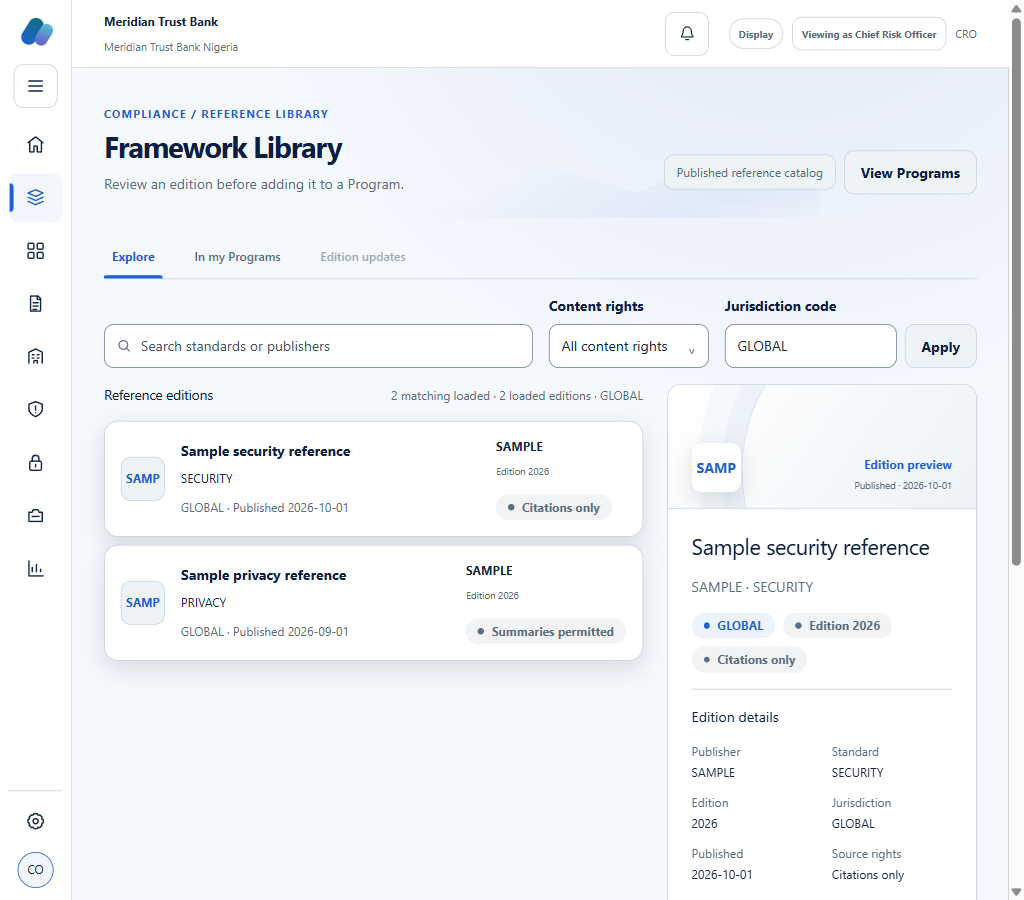 Meridian Trust Bank
Meridian Trust Bank Nigeria
Display
Viewing as Chief Risk Officer
CRO
COMPLIANCE / REFERENCE LIBRARY
Framework Library
Review an edition before adding it to a Program.
Published reference catalog
View Programs
Explore
In my Programs
Edition updates
Content rights
Jurisdiction code
Search standards or publishers
All content rights
GLOBAL
Apply
Reference editions
2 matching loaded · 2 loaded editions · GLOBAL
SAMP
Sample security reference
SECURITY
GLOBAL · Published 2026-10-01
SAMPLE
Edition 2026
Citations only
SAMP
Sample privacy reference
PRIVACY
GLOBAL · Published 2026-09-01
SAMPLE
Edition 2026
Summaries permitted
SAMP
Edition preview
Published · 2026-10-01
Sample security reference
SAMPLE · SECURITY
GLOBAL
Edition 2026
Citations only
Edition details
Publisher
Standard
SAMPLE
SECURITY
Edition
Jurisdiction
2026
GLOBAL
Published
Source rights
2026-10-01
Citations only
CO